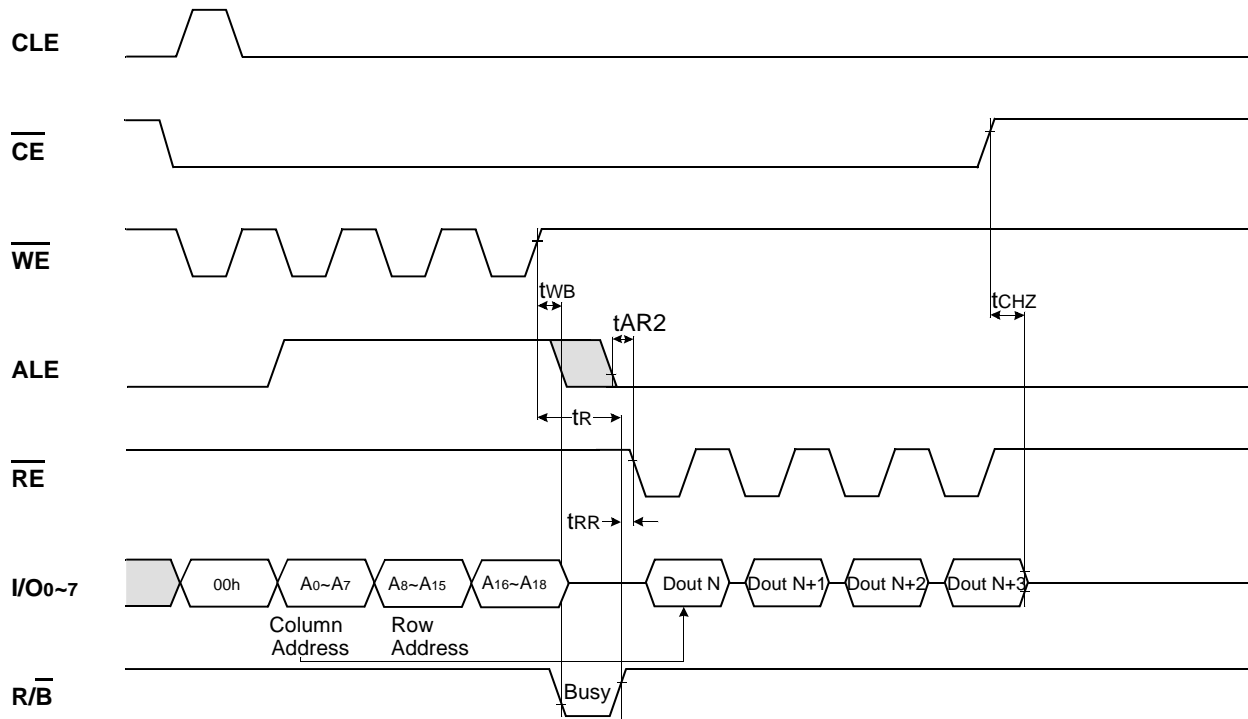 CLE
CE
WE
tWB
tCHZ
tAR2
ALE
tR
RE
tRR
I/O0~7
00h
A0~A7
A8~A15
A16~A18
Dout N
Dout N+1
Dout N+2
Dout N+3
Column
Address
Row
Address
R/B
Busy